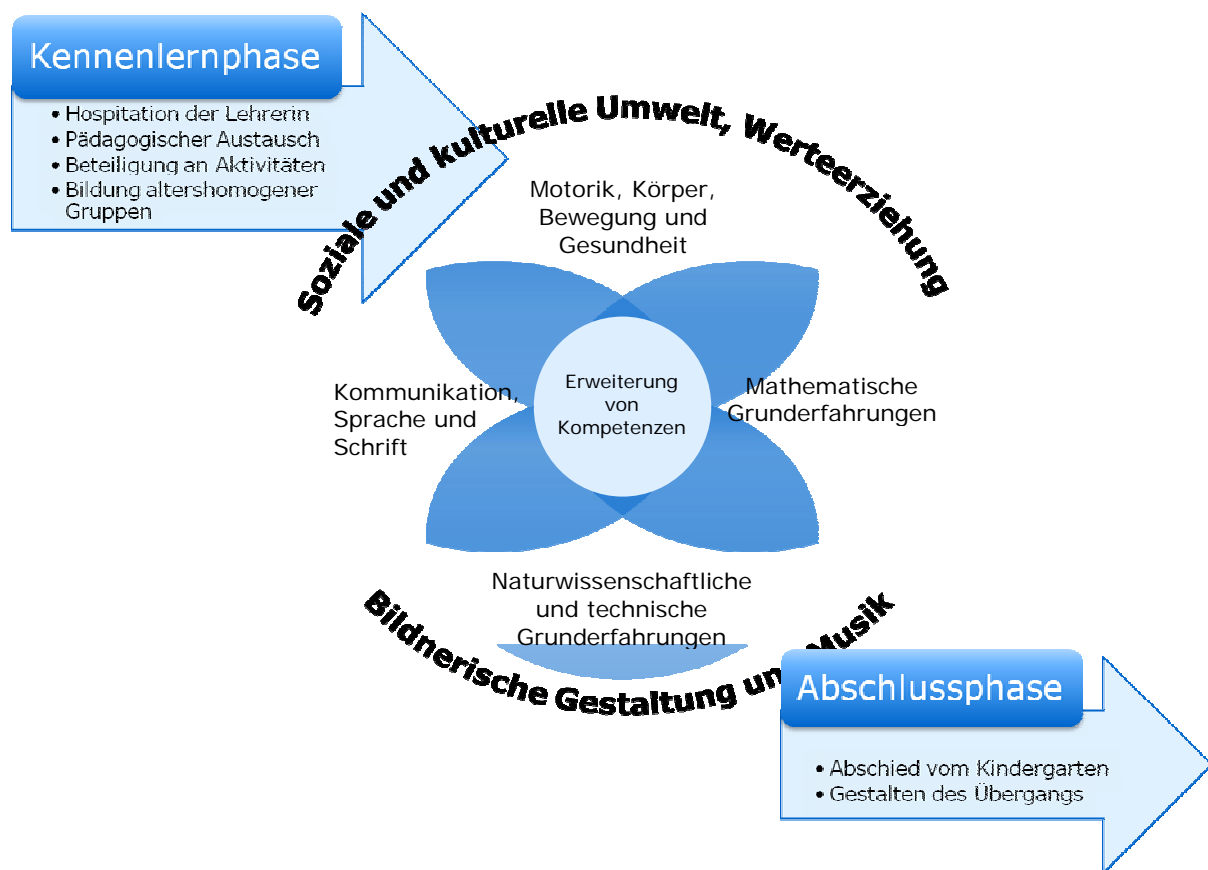 Kennenlernphase
• Hospitation der Lehrerin
• Pädagogischer Austausch
• Beteiligung an Aktivitäten
• Bildung altershomogener
Gruppen
Soziale und kulturelle Umwelt, Werteerziehung
Motorik, Körper,
Bewegung und
Gesundheit
Kommunikation,
Sprache und
Schrift
Erweiterung
von
Kompetenzen
Mathematische
Grunderfahrungen
Naturwissenschaftliche
und technische
Grunderfahrungen
Bildnerische Gestaltung und Musik
Abschlussphase
• Abschied vom Kindergarten
• Gestalten des Übergangs